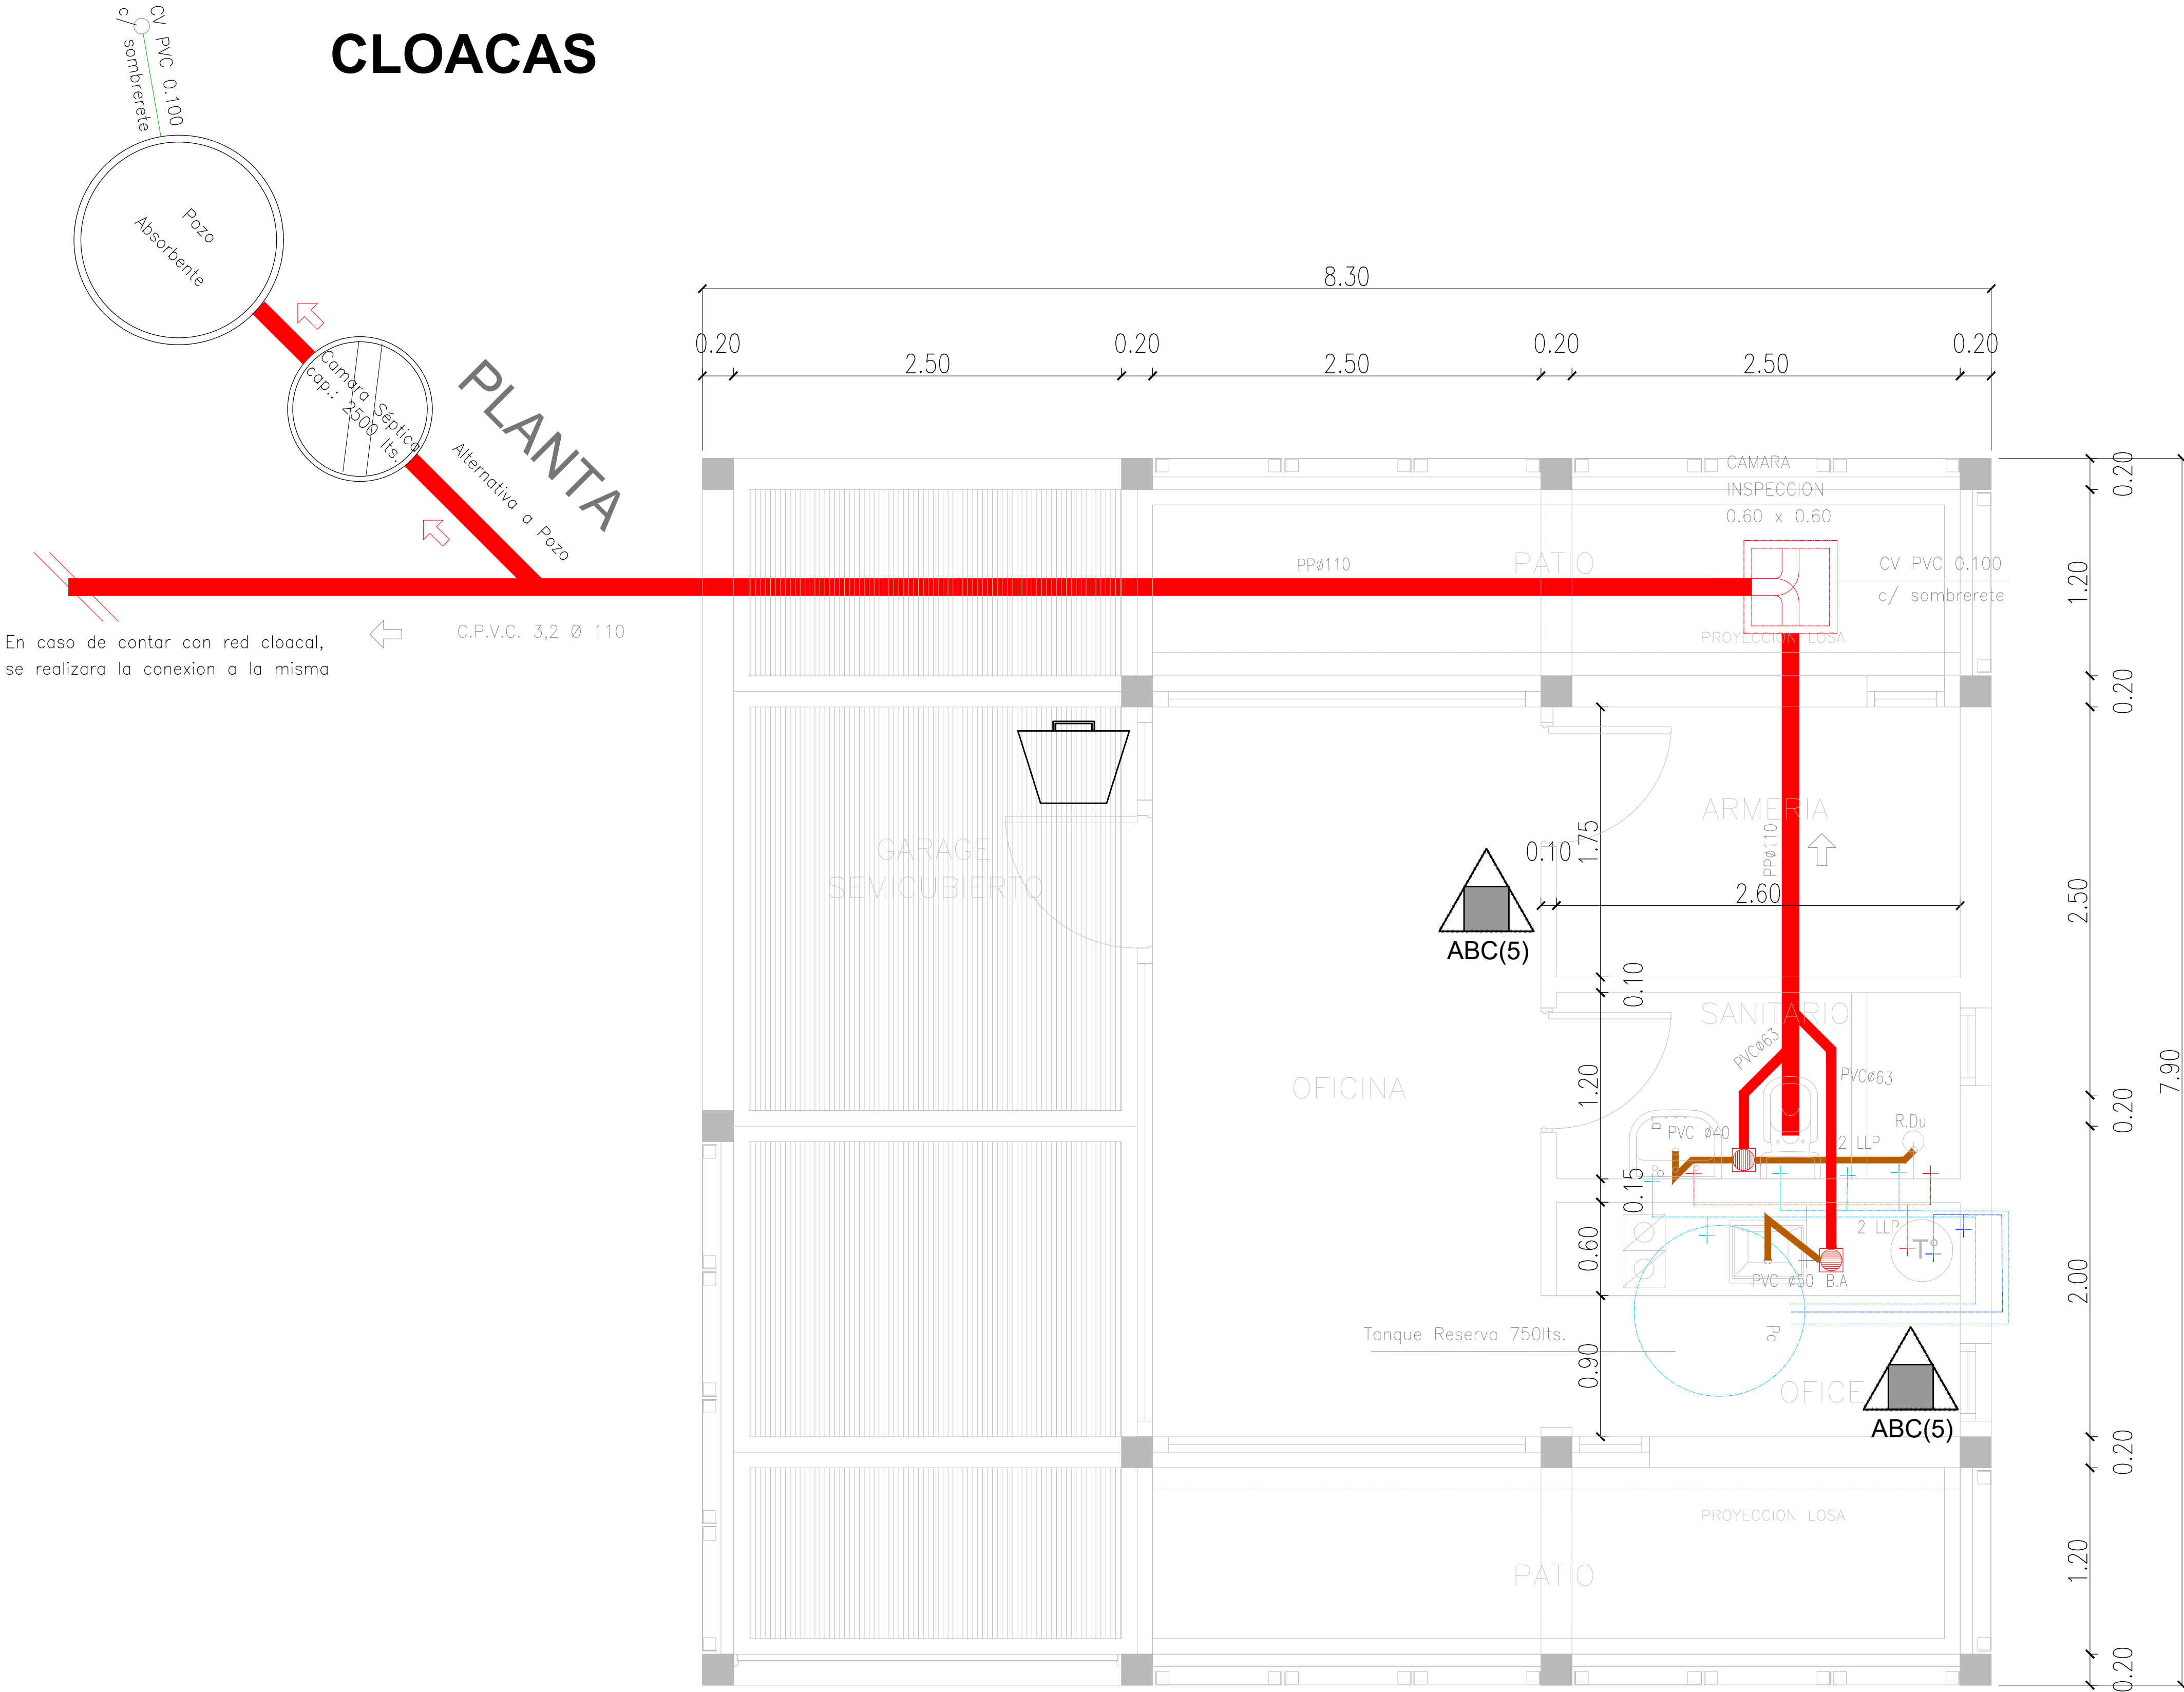 CLOACAS
CV PVC 0.100
c/ sombrerete
Pozo
Absorbente
Camara Séptica
cap.: 2500 lts.
PLANTA
Alternativa a Pozo
En caso de contar con red cloacal,
se realizara la conexion a la misma
C.P.V.C. 3,2 Ø 110
8.30
0.20
2.50
0.20
2.50
0.20
2.50
0.20
CAMARA
INSPECCION
0.60 x 0.60
PPø110
PATIO
CV PVC 0.100
c/ sombrerete
PROYECCION LOSA
GARAGE
SEMICUBIERTO
ARMERIA
PPø110
0.10
1.75
2.60
ABC(5)
0.10
SANITARIO
PVCø63
PVCø63
OFICINA
1.20
PVC ø40
2 LLP
R.Du
0.15
0.60
2 LLP
T°
PVC ø50 B.A
Tanque Reserva 750lts.
Pc
0.90
OFICE
ABC(5)
PROYECCION LOSA
PATIO
0.20
1.20
0.20
2.50
0.20
2.00
0.20
1.20
0.20
7.90